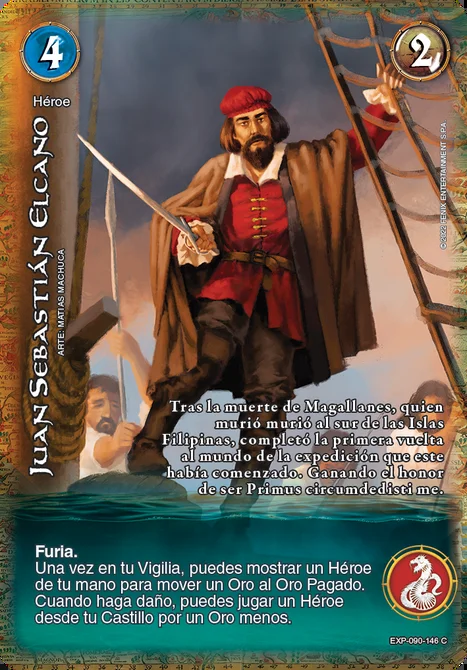 4
2
Héroe
JUAN SEBASTIÁN ELCANO
ARTE: MATÍAS MACHUCA
©2022 FENIX ENTERTAINMENT S.P.A
Tras la muerte de Magallanes, quien
murió murió al sur de las Islas
Filipinas, completó la primera vuelta
al mundo de la expedición que este
había comenzado. Ganando el honor
de ser Primus circumdedisti me.
Furia.
Una vez en tu Vigilia, puedes mostrar un Héroe
de tu mano para mover un Oro al Oro Pagado.
Cuando haga daño, puedes jugar un Héroe
desde tu Castillo por un Oro menos.
EXP-090-146 C